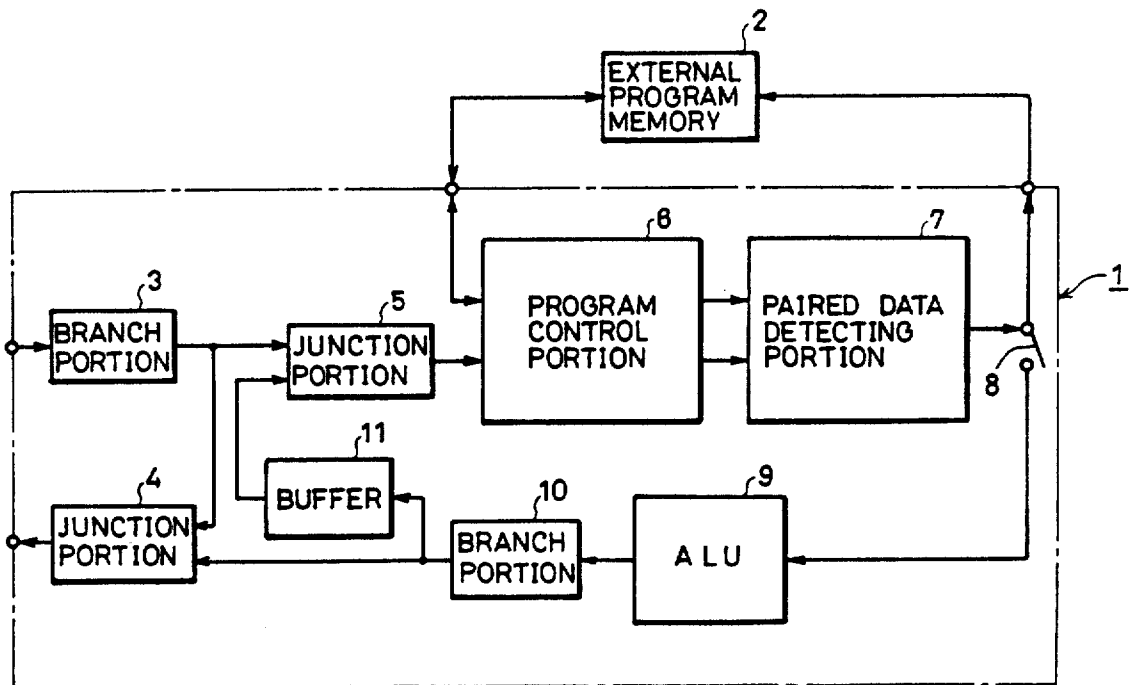 2
EXTERNAL
PROGRAM
MEMORY
6
7
1
3
BRANCH
PORTION
5
JUNCTION
PORTION
PROGRAM
CONTROL
PORTION
PAIRED DATA
DETECTING
PORTION
8
11
BUFFER
4
JUNCTION
PORTION
10
BRANCH
PORTION
9
ALU